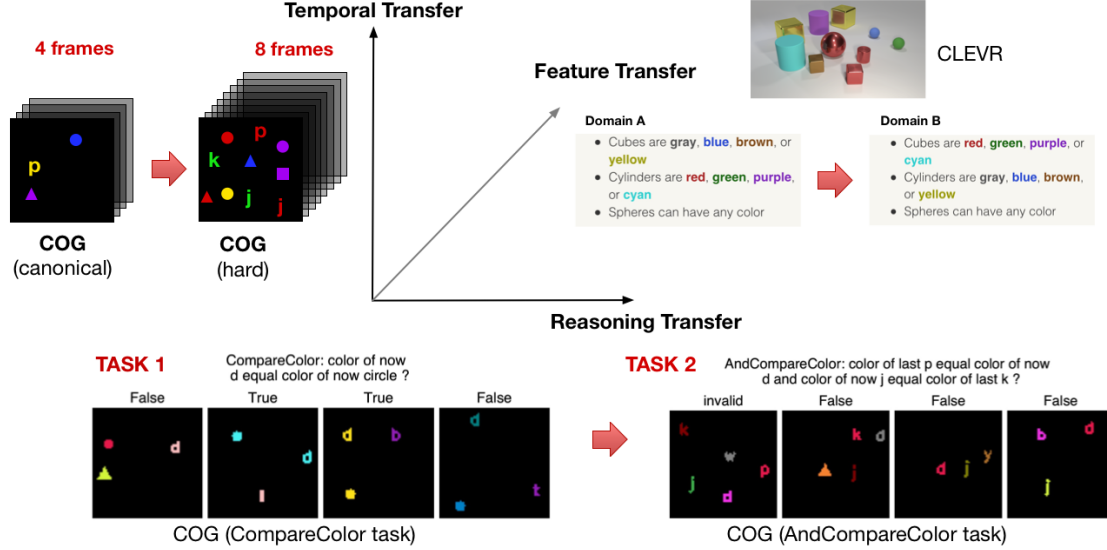 Temporal Transfer
4 frames
8 frames
p
p
k
j
j
COG
(canonical)
COG
(hard)
Feature Transfer
CLEVR
Domain A
● Cubes are gray, blue, brown, or
yellow
● Cylinders are red, green, purple,
or cyan
● Spheres can have any color
Domain B
● Cubes are red, green, purple, or
cyan
● Cylinders are gray, blue, brown,
or yellow
● Spheres can have any color
Reasoning Transfer
TASK 1
CompareColor: color of now
d equal color of now circle ?
False
True
True
False
d
d
l
d b
d
t
COG (CompareColor task)
TASK 2
AndCompareColor: color of last p equal color of now
d and color of now j equal color of last k ?
invalid
False
False
False
k
w
p
j
d
k d
j
y
d j
d
b
j
COG (AndCompareColor task)